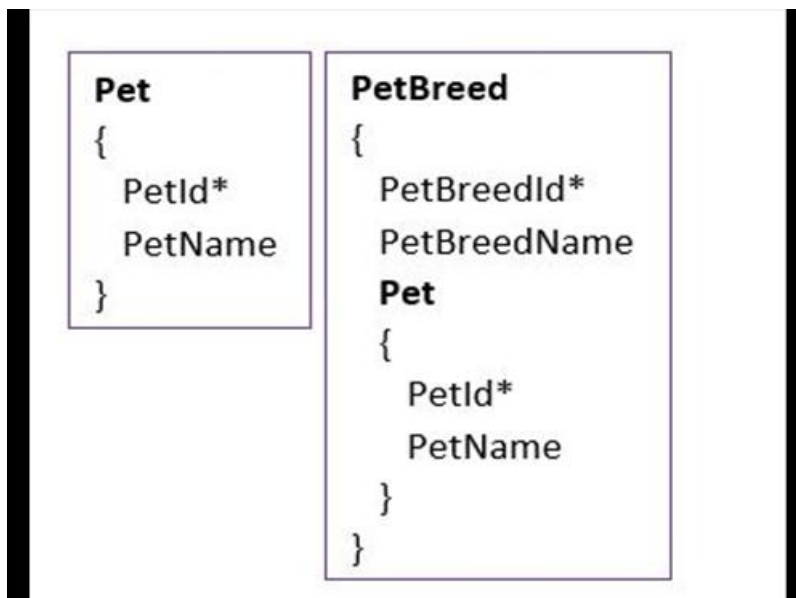 Pet
{
PetId*
PetName
}
PetBreed
{
PetBreedId*
PetBreedName
Pet
{
PetId*
PetName
}
}